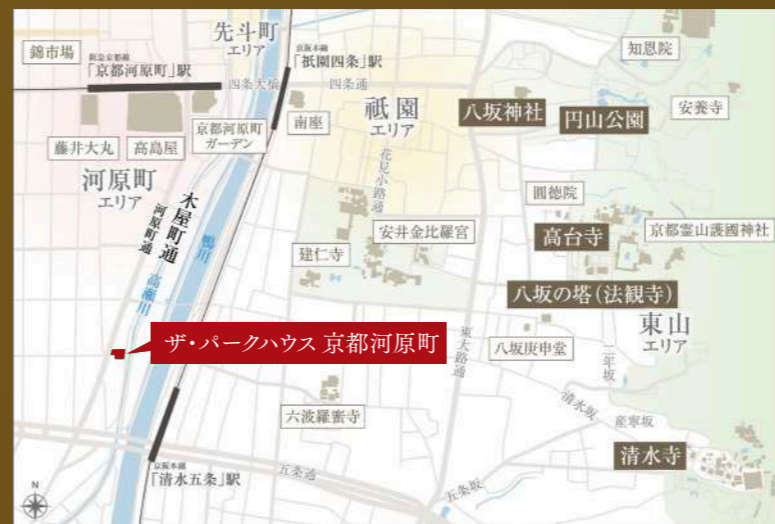 先斗町
エリア
錦市場
阪急京都線
「京都河原町」駅
京阪本線
「祇園四条」駅
知恩院
四条大橋
四条通
祇園
エリア
八坂神社
円山公園
安養寺
京都河原町
ガーデン
南座
藤井大丸
高島屋
河原町
エリア
木屋町通
河原町通
高瀬川
鴨川
花見小路通
圓徳院
建仁寺
安井金比羅宮
高台寺
京都霊山護國神社
八坂の塔(法観寺)
東山
エリア
ザ・パークハウス 京都河原町
東大路通
八坂庚申堂
二年坂
清水坂
産寧坂
六波羅蜜寺
清水寺
京阪本線
「清水五条」駅
五条通
五条坂
N